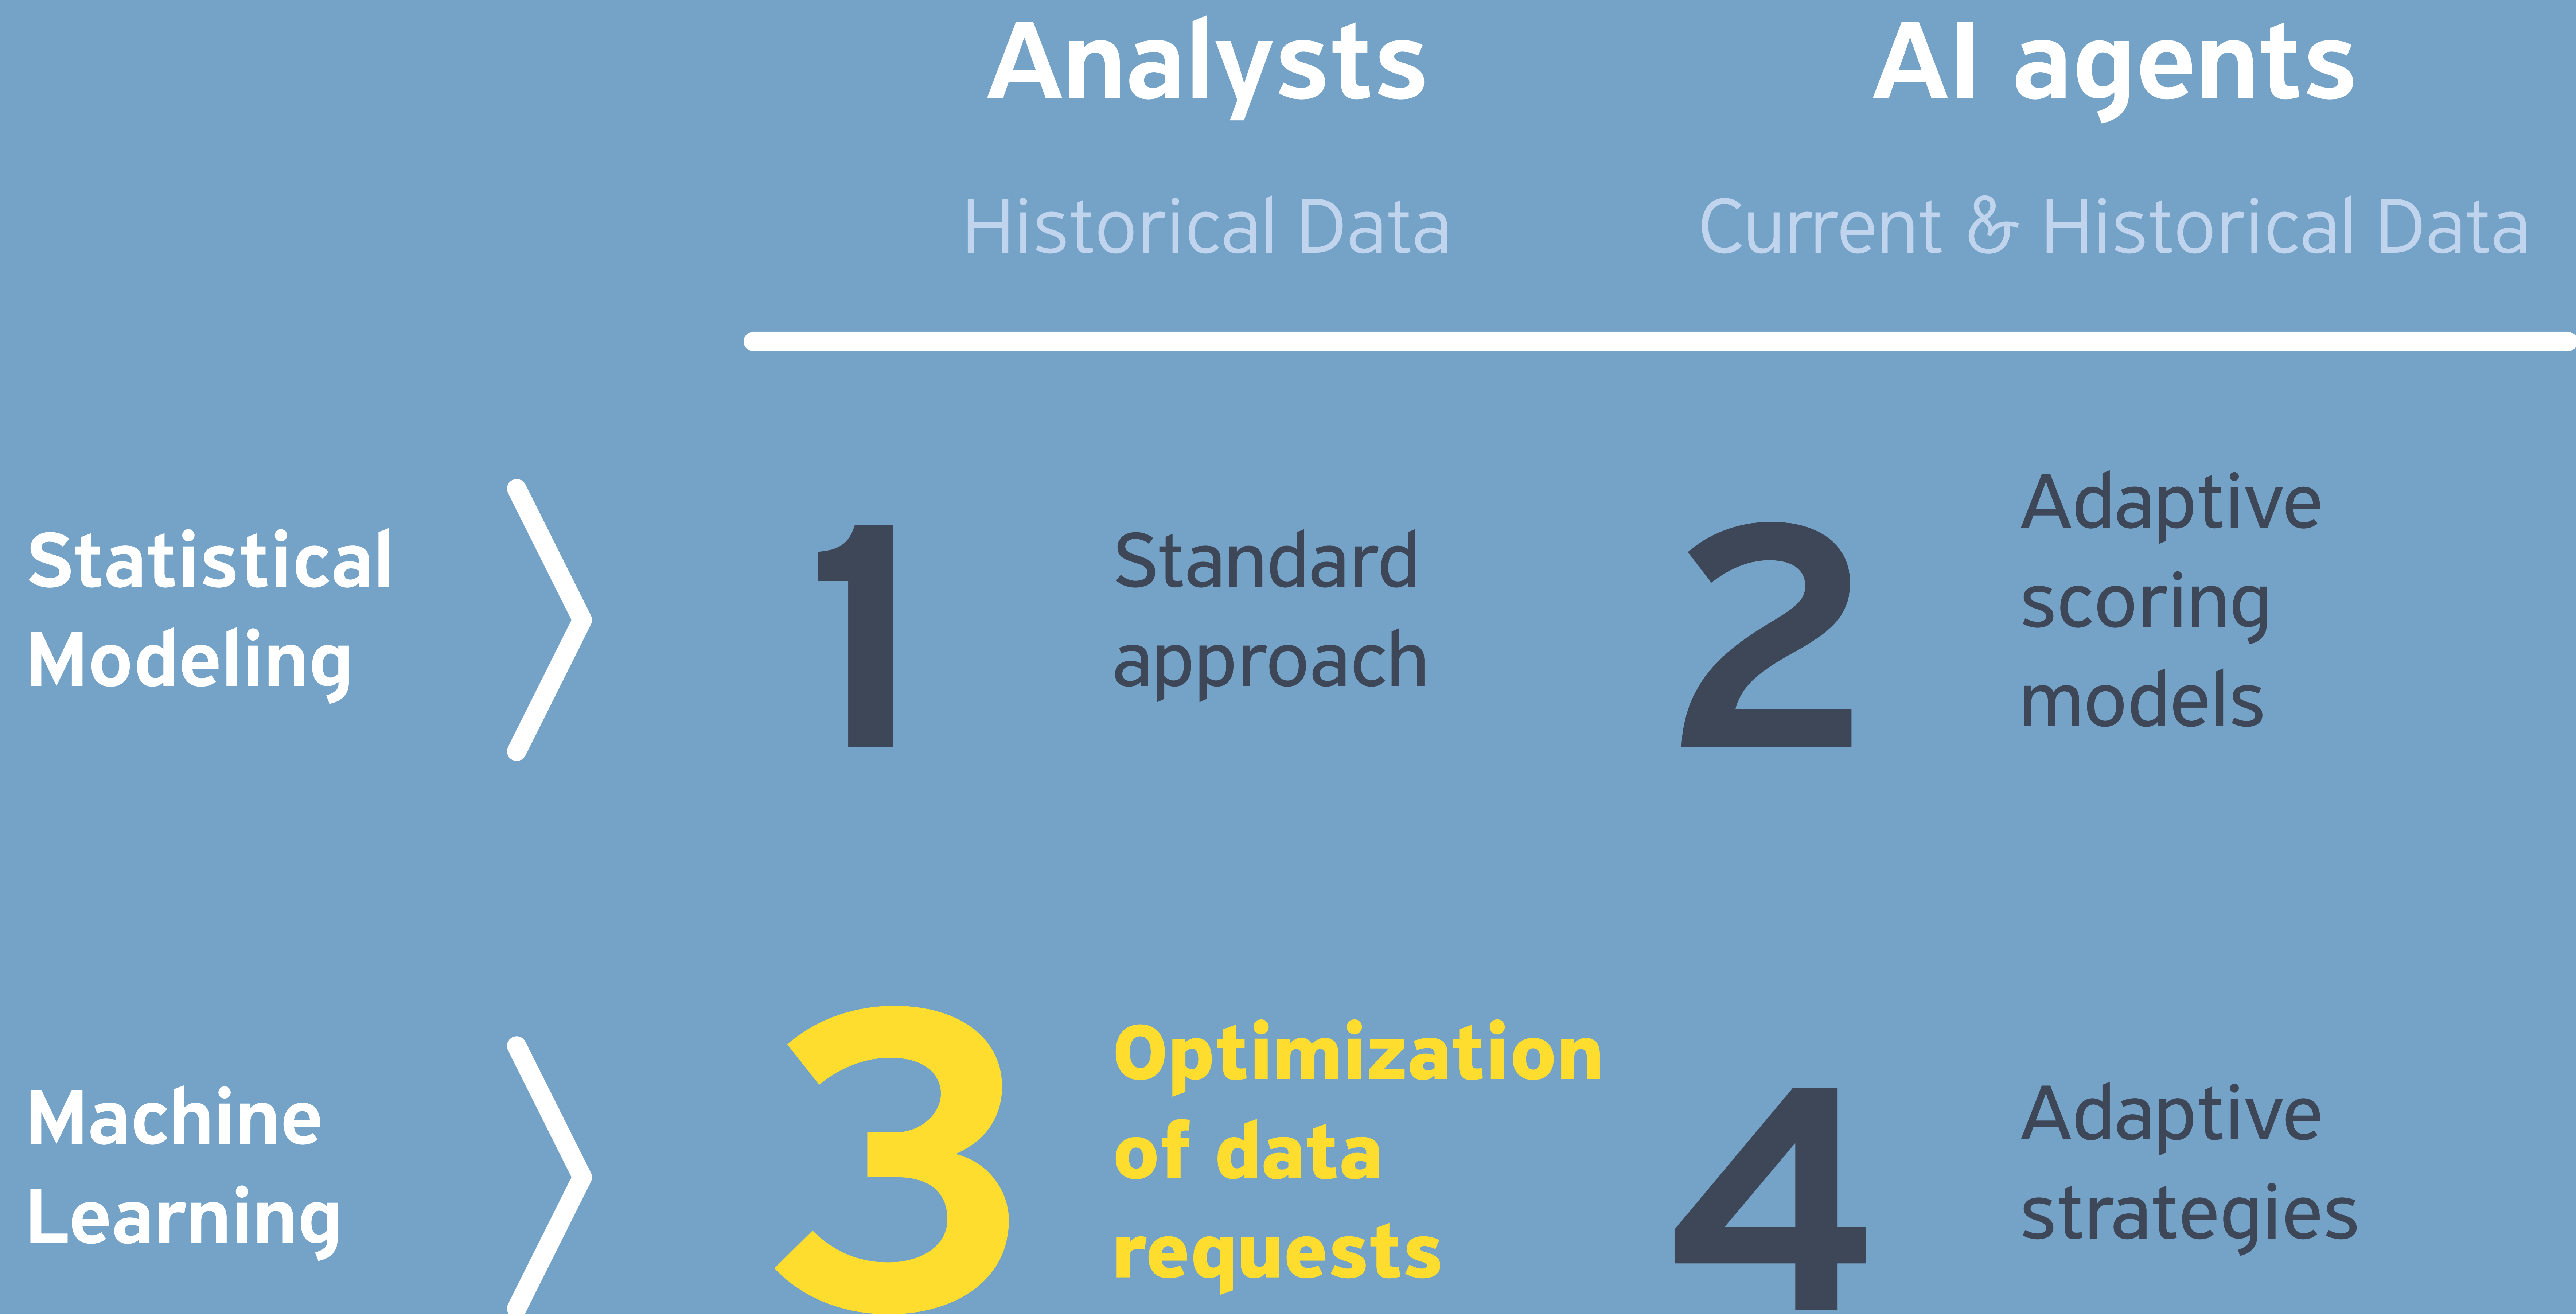 Analysts
AI agents
Historical Data
Current & Historical Data
Statistical
Modeling
1
Standard
approach
2
Adaptive
scoring
models
Machine
Learning
3
Optimization
of data
requests
4
Adaptive
strategies